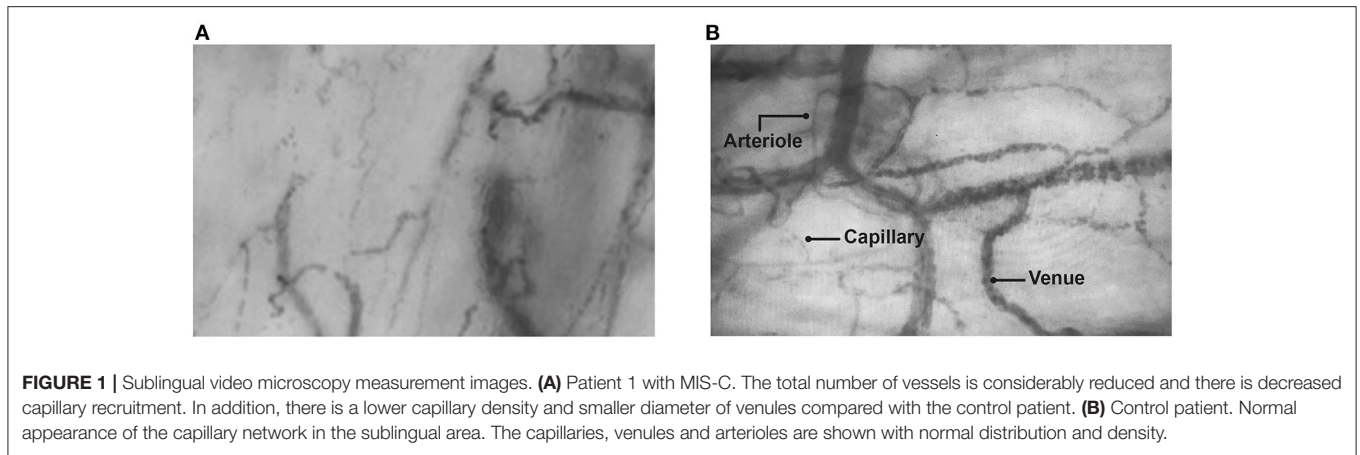 A
B
Arteriole
Capillary
Venue
FIGURE 1 | Sublingual video microscopy measurement images. (A) Patient 1 with MIS-C. The total number of vessels is considerably reduced and there is decreased
capillary recruitment. In addition, there is a lower capillary density and smaller diameter of venules compared with the control patient. (B) Control patient. Normal
appearance of the capillary network in the sublingual area. The capillaries, venules and arterioles are shown with normal distribution and density.